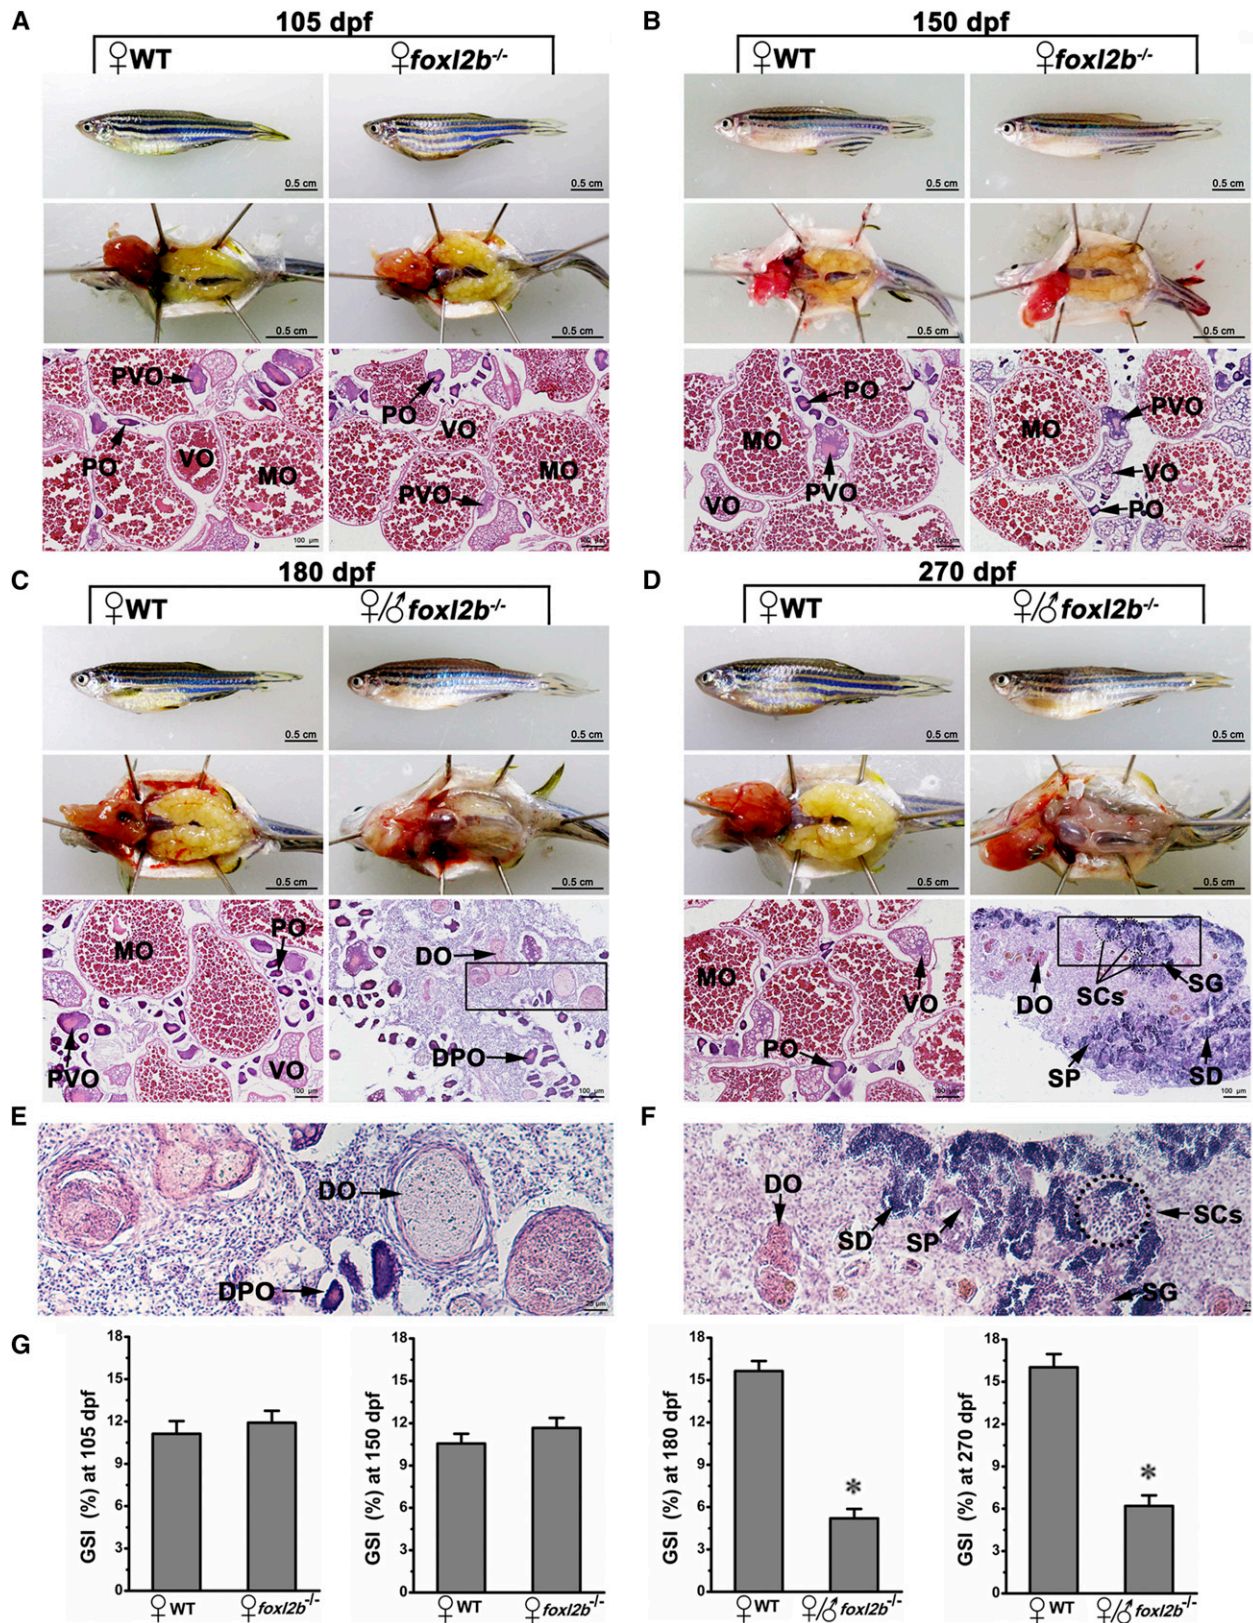 A
105 dpf
♀WT
♀foxl2b-/-
0.5 cm
0.5 cm
0.5 cm
0.5 cm
PVO
PO
VO
MO
100 µm
PO
VO
PVO
MO
100 µm
B
150 dpf
♀WT
♀foxl2b-/-
0.5 cm
0.5 cm
0.5 cm
0.5 cm
PO
MO
PVO
VO
MO
PVO
VO
PO
C
180 dpf
♀WT
♀/♂foxl2b-/-
0.5 cm
0.5 cm
0.5 cm
0.5 cm
MO
PO
PVO
VO
100 µm
DO
DPO
100 µm
D
270 dpf
♀WT
♀/♂foxl2b-/-
0.5 cm
0.5 cm
0.5 cm
0.5 cm
MO
VO
PO
100 µm
DO
SCs
SG
SP
SD
100 µm
E
DO
DPO
25 µm
F
DO
SD
SP
SCs
SG
G
GSI (%) at 105 dpf
18
15
12
9
6
3
0
♀WT
♀foxl2b-/-
GSI (%) at 150 dpf
18
15
12
9
6
3
0
♀WT
♀foxl2b-/-
GSI (%) at 180 dpf
18
15
12
9
6
3
0
*
♀WT
♀/♂foxl2b-/-
GSI (%) at 270 dpf
18
15
12
9
6
3
0
*
♀WT
♀/♂foxl2b-/-